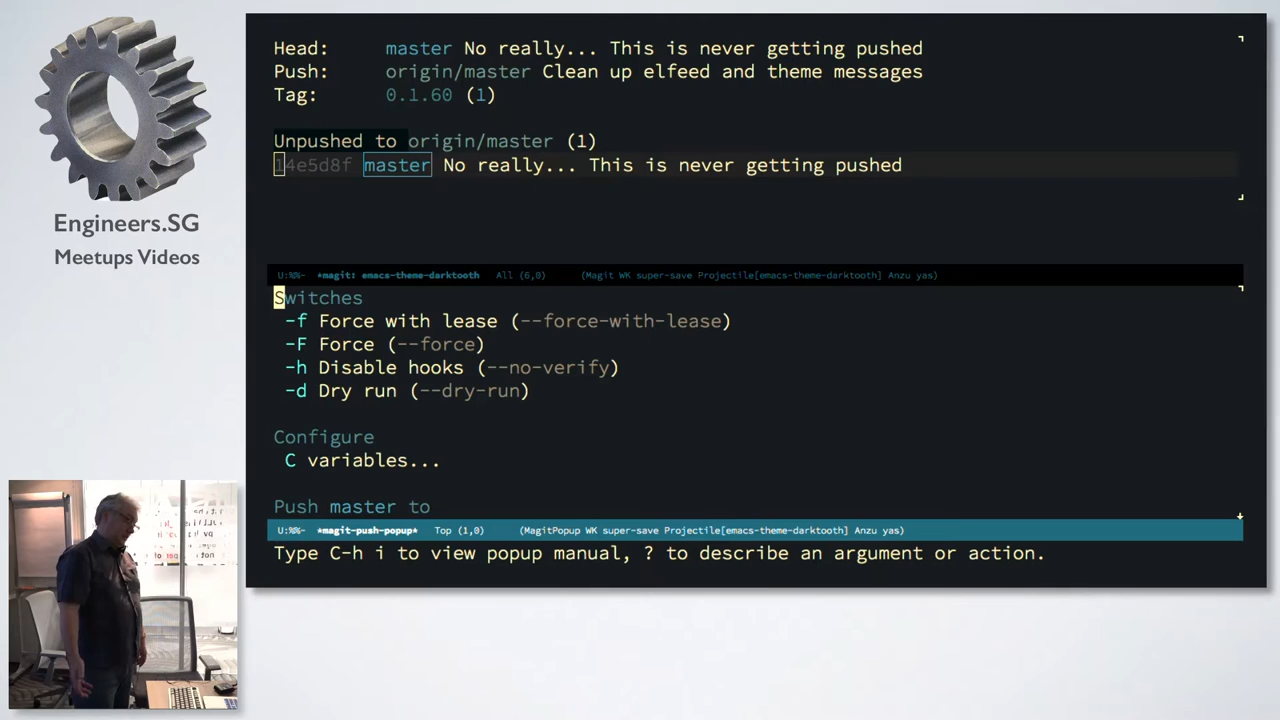 Engineers.SG
Meetups Videos
Head: master No really... This is never getting pushed
Push: origin/master Clean up elfeed and theme messages
Tag: 0.1.60 (1)
Unpushed to origin/master (1)
14e5d8f master No really... This is never getting pushed
U:%%- *magit: emacs-theme-darktooth All (6,0) (Magit WK super-save Projectile[emacs-theme-darktooth] Anzu yas)
Switches
-f Force with lease (--force-with-lease)
-F Force (--force)
-h Disable hooks (--no-verify)
-d Dry run (--dry-run)
Configure
C variables...
Push master to
U:%%- *magit-push-popup* Top (1,0) (MagitPopup WK super-save Projectile[emacs-theme-darktooth] Anzu yas)
Type C-h i to view popup manual, ? to describe an argument or action.